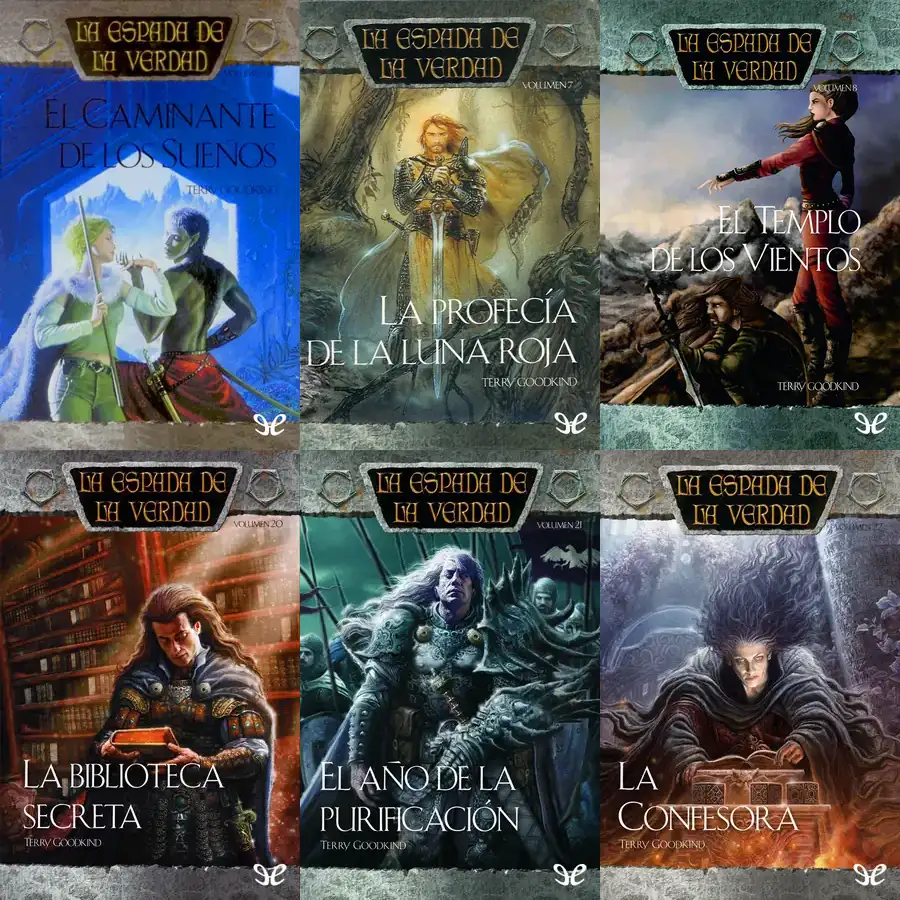 LA ESPADA DE
LA VERDAD
EL CAMINANTE
DE LOS SUEÑOS
TERRY GOODKIND
LA ESPADA DE
LA VERDAD
VOLUMEN 7
LA PROFECÍA
DE LA LUNA ROJA
TERRY GOODKIND
LA ESPADA DE
LA VERDAD
VOLUMEN 8
EL TEMPLO
DE LOS VIENTOS
TERRY GOODKIND
LA ESPADA DE
LA VERDAD
VOLUMEN 20
LA BIBLIOTECA
SECRETA
TERRY GOODKIND
LA ESPADA DE
LA VERDAD
VOLUMEN 21
EL AÑO DE LA
PURIFICACIÓN
TERRY GOODKIND
LA ESPADA DE
LA VERDAD
VOLUMEN 22
LA
CONFESORA
TERRY GOODKIND